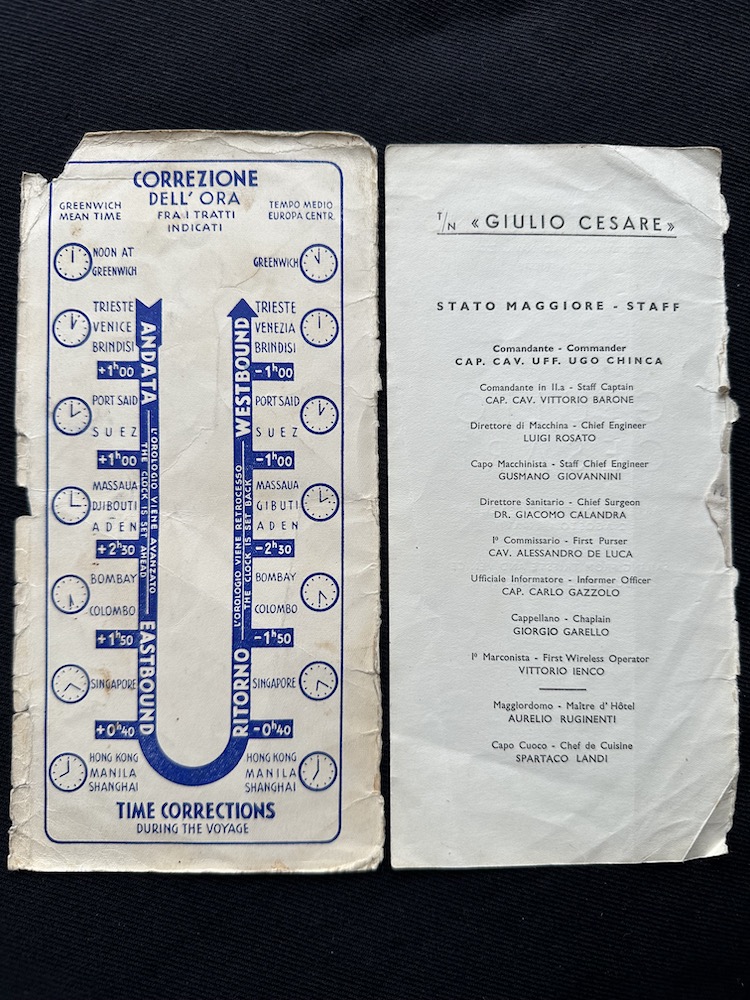 CORREZIONE
DELL' ORA
FRA I TRATTI
INDICATI
GREENWICH
MEAN TIME
TEMPO MEDIO
EUROPA CENTR.
NOON AT
GREENWICH
GREENWICH
TRIESTE
VENICE
BRINDISI
TRIESTE
VENEZIA
BRINDISI
ANDATA
WESTBOUND
+1ʰ00
-1ʰ00
PORT SAID
SUEZ
PORT SAID
SUEZ
+1ʰ00
-1ʰ00
L'OROLOGIO VIENE AVANZATO
THE CLOCK IS SET AHEAD
L'OROLOGIO VIENE RETROCESSO
THE CLOCK IS SET BACK
MASSAUA
DJIBOUTI
ADEN
MASSAUA
GIBUTI
ADEN
+2ʰ30
-2ʰ30
BOMBAY
COLOMBO
BOMBAY
COLOMBO
+1ʰ50
-1ʰ50
EASTBOUND
RITORNO
SINGAPORE
SINGAPORE
+0ʰ40
-0ʰ40
HONG KONG
MANILA
SHANGHAI
HONG KONG
MANILA
SHANGHAI
TIME CORRECTIONS
DURING THE VOYAGE
T/N «GIULIO CESARE»
STATO MAGGIORE - STAFF
Comandante - Commander
CAP. CAV. UFF. UGO CHINCA
Comandante in II.a - Staff Captain
CAP. CAV. VITTORIO BARONE
Direttore di Macchina - Chief Engineer
LUIGI ROSATO
Capo Macchinista - Staff Chief Engineer
GUSMANO GIOVANNINI
Direttore Sanitario - Chief Surgeon
DR. GIACOMO CALANDRA
Iº Commissario - First Purser
CAV. ALESSANDRO DE LUCA
Ufficiale Informatore - Informer Officer
CAP. CARLO GAZZOLO
Cappellano - Chaplain
GIORGIO GARELLO
Iº Marconista - First Wireless Operator
VITTORIO IENCO
Maggiordomo - Maître d'Hôtel
AURELIO RUGINENTI
Capo Cuoco - Chef de Cuisine
SPARTACO LANDI